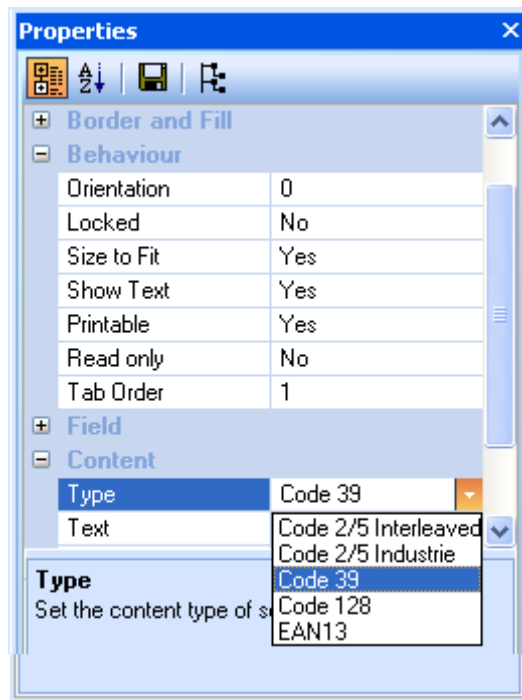 Properties
A
Z
Border and Fill
Behaviour
Orientation 0
Locked No
Size to Fit Yes
Show Text Yes
Printable Yes
Read only No
Tab Order 1
Field
Content
Type Code 39
Text
Code 2/5 Interleaved
Code 2/5 Industrie
Code 39
Code 128
EAN13
Type
Set the content type of